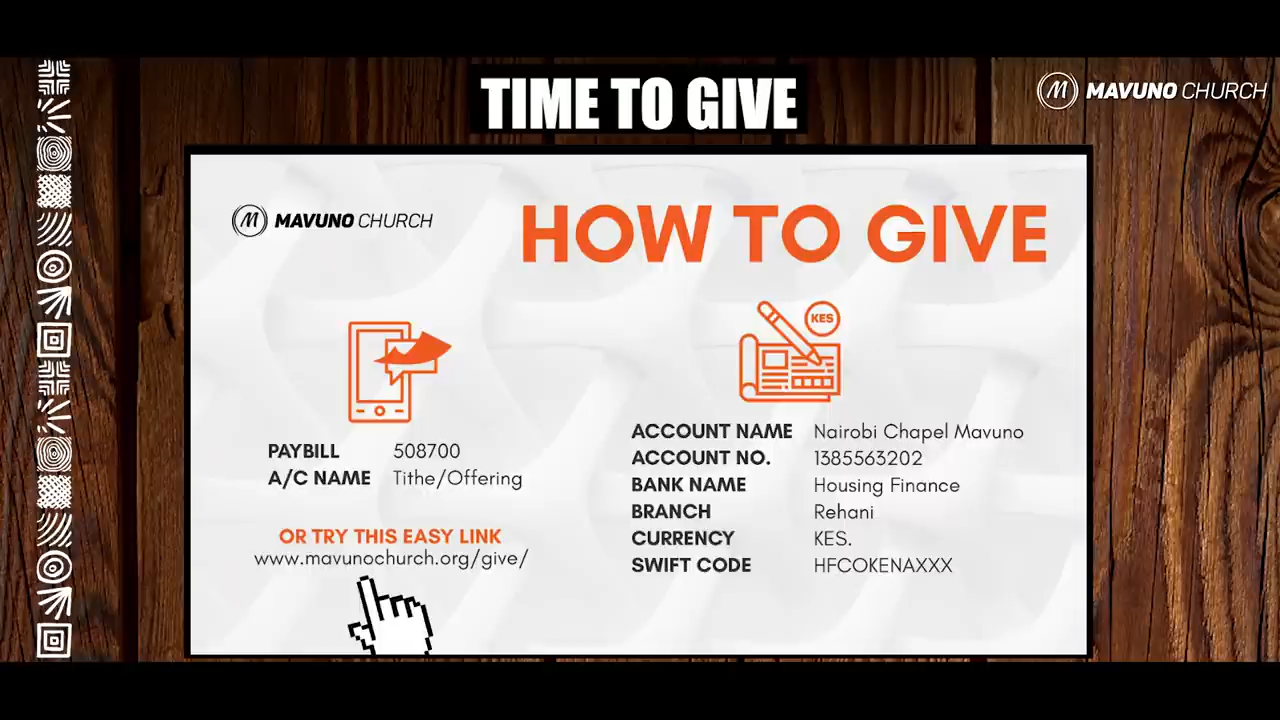 TIME TO GIVE
MAVUNO CHURCH
MAVUNO CHURCH
HOW TO GIVE
KES
PAYBILL 508700
A/C NAME Tithe/Offering
OR TRY THIS EASY LINK
www.mavunochurch.org/give/
ACCOUNT NAME Nairobi Chapel Mavuno
ACCOUNT NO. 1385563202
BANK NAME Housing Finance
BRANCH Rehani
CURRENCY KES.
SWIFT CODE HFCOKENAXXX